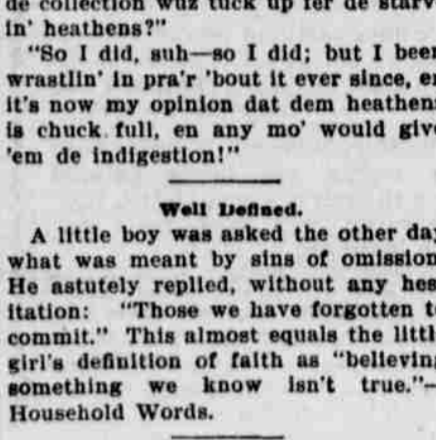 de collection wuz tuck up fer de starv
in' heathens?"
"So I did, suh—so I did; but I been
wrastlin' in pra'r 'bout it ever since, en
it's now my opinion dat dem heathens
is chuck full, en any mo' would give
'em de indigestion!"
Well Defined.
A little boy was asked the other day
what was meant by sins of omission.
He astutely replied, without any hes
itation: "Those we have forgotten to
commit." This almost equals the little
girl's definition of faith as "believing
something we know isn't true."—
Household Words.